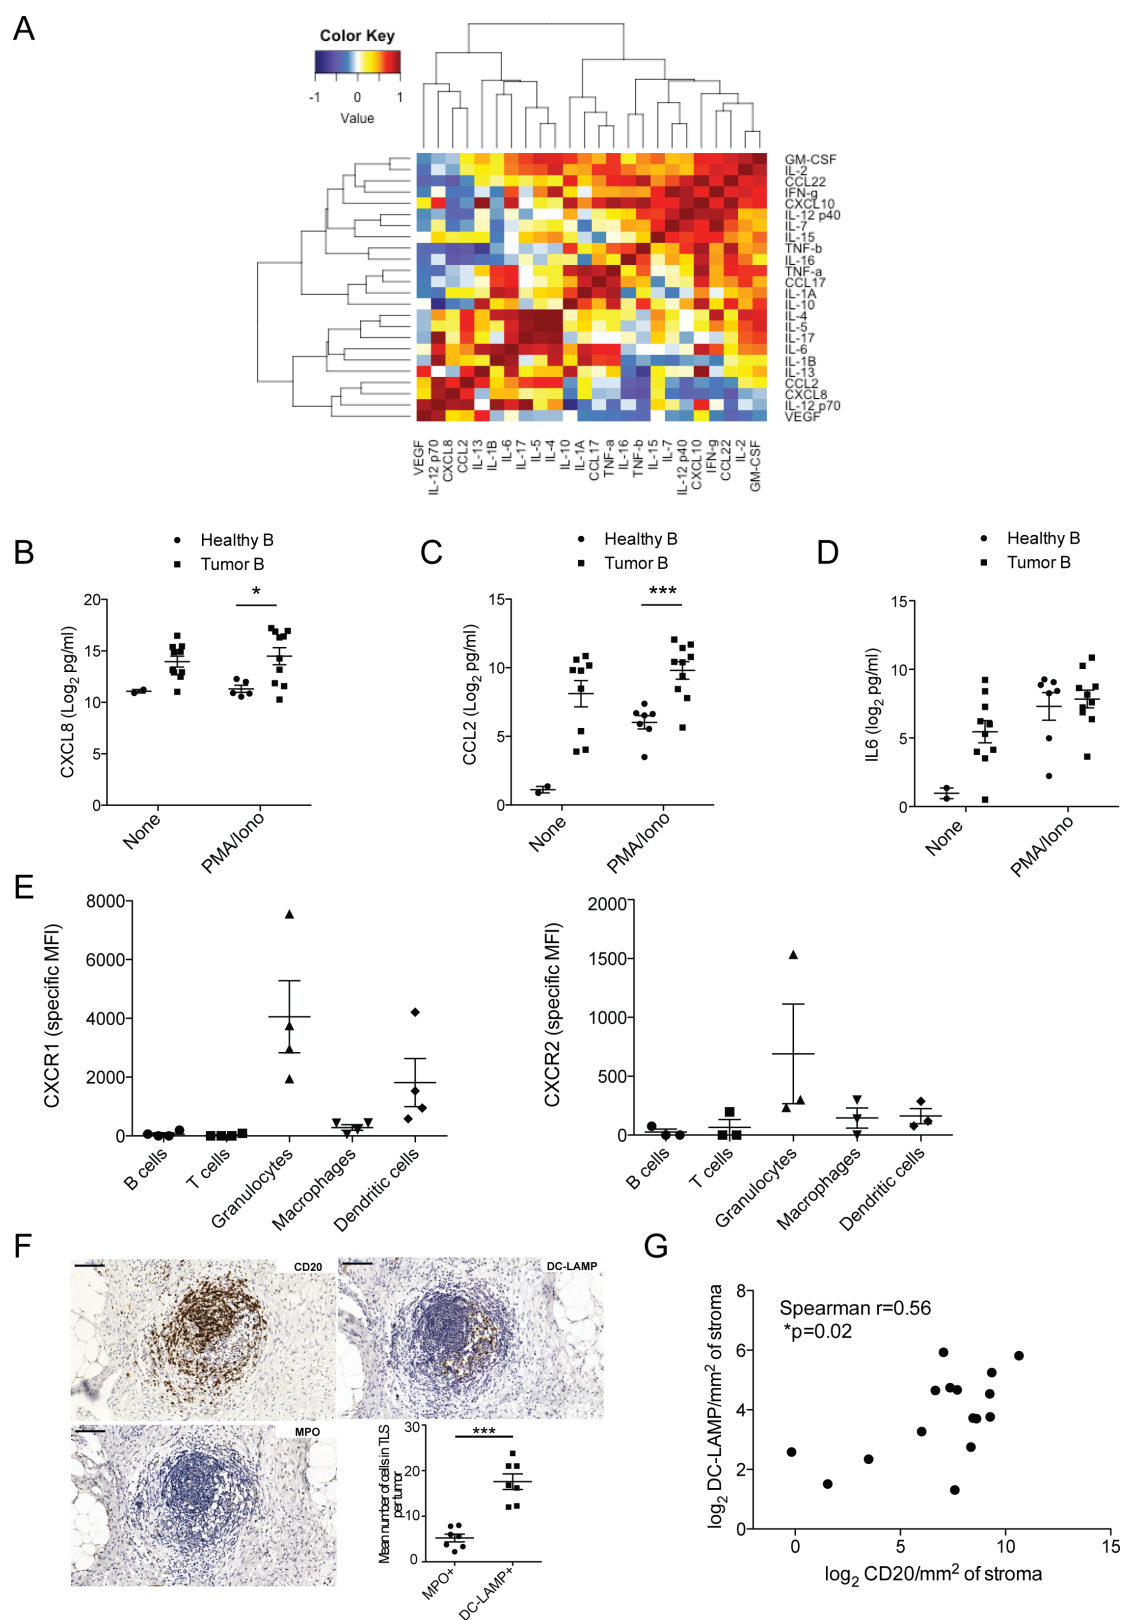 A
Color Key
-1 0 1
Value
GM-CSF
IL-2
CCL22
IFN-g
CXCL10
IL-12 p40
IL-7
IL-15
TNF-b
IL-16
TNF-a
CCL17
IL-1A
IL-10
IL-4
IL-5
IL-17
IL-6
IL-1B
IL-13
CCL2
CXCL8
IL-12 p70
VEGF
VEGF
IL-12 p70
CXCL8
CCL2
IL-13
IL-1B
IL-6
IL-17
IL-5
IL-4
IL-10
IL-1A
CCL17
TNF-a
IL-16
TNF-b
IL-15
IL-7
IL-12 p40
CXCL10
IFN-g
CCL22
IL-2
GM-CSF
B
Healthy B
Tumor B
*
CXCL8 (Log2 pg/ml)
20
15
10
5
0
None
PMA/Iono
C
Healthy B
Tumor B
***
CCL2 (Log2 pg/ml)
15
10
5
0
None
PMA/Iono
D
Healthy B
Tumor B
IL6 (log2 pg/ml)
15
10
5
0
None
PMA/Iono
E
CXCR1 (specific MFI)
8000
6000
4000
2000
0
B cells
T cells
Granulocytes
Macrophages
Dendritic cells
CXCR2 (specific MFI)
2000
1500
1000
500
0
B cells
T cells
Granulocytes
Macrophages
Dendritic cells
F
CD20
DC-LAMP
MPO
Mean number of cells in TLS
per tumor
30
20
10
0
***
MPO+
DC-LAMP+
G
log2 DC-LAMP/mm2 of stroma
8
6
4
2
0
Spearman r=0.56
*p=0.02
0 5 10 15
log2 CD20/mm2 of stroma